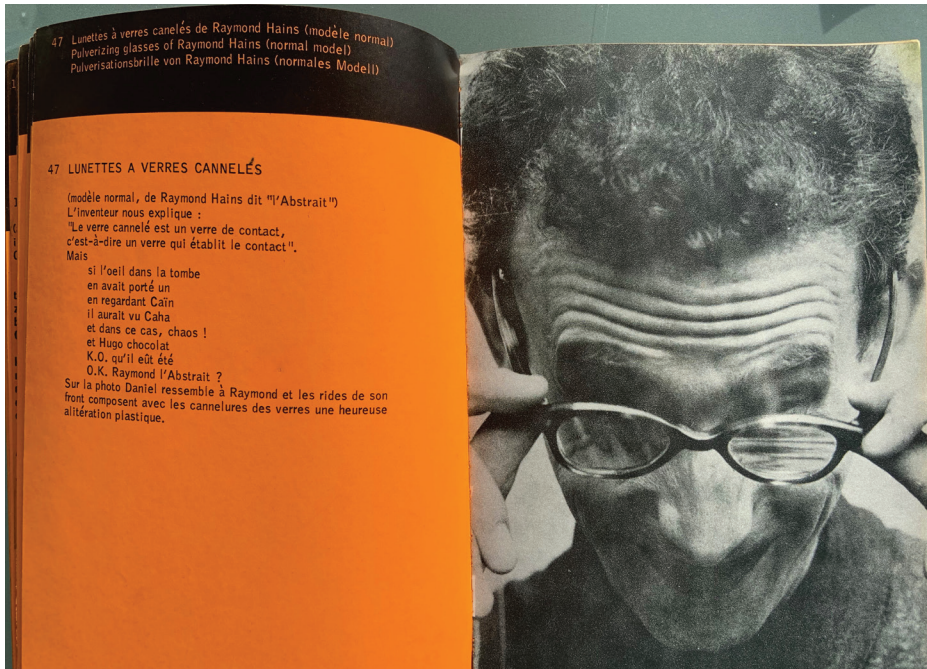 47 Lunettes à verres canelés de Raymond Hains (modèle normal)
Pulverizing glasses of Raymond Hains (normal model)
Pulverisationsbrille von Raymond Hains (normales Modell)
47 LUNETTES A VERRES CANNELÉS
(modèle normal, de Raymond Hains dit "l'Abstrait")
L'inventeur nous explique :
"Le verre cannelé est un verre de contact,
c'est-à-dire un verre qui établit le contact".
Mais
si l'oeil dans la tombe
en avait porté un
en regardant Caïn
il aurait vu Caha
et dans ce cas, chaos !
et Hugo chocolat
K.O. qu'il eût été
O.K. Raymond l'Abstrait ?
Sur la photo Daniel ressemble à Raymond et les rides de son
front composent avec les cannelures des verres une heureuse
alitération plastique.